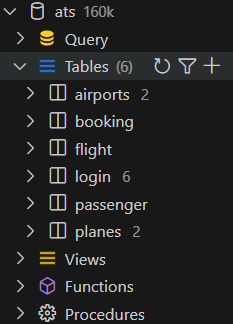 ats 160k
Query
Tables (6)
airports 2
booking
flight
login 6
passenger
planes 2
Views
Functions
Procedures